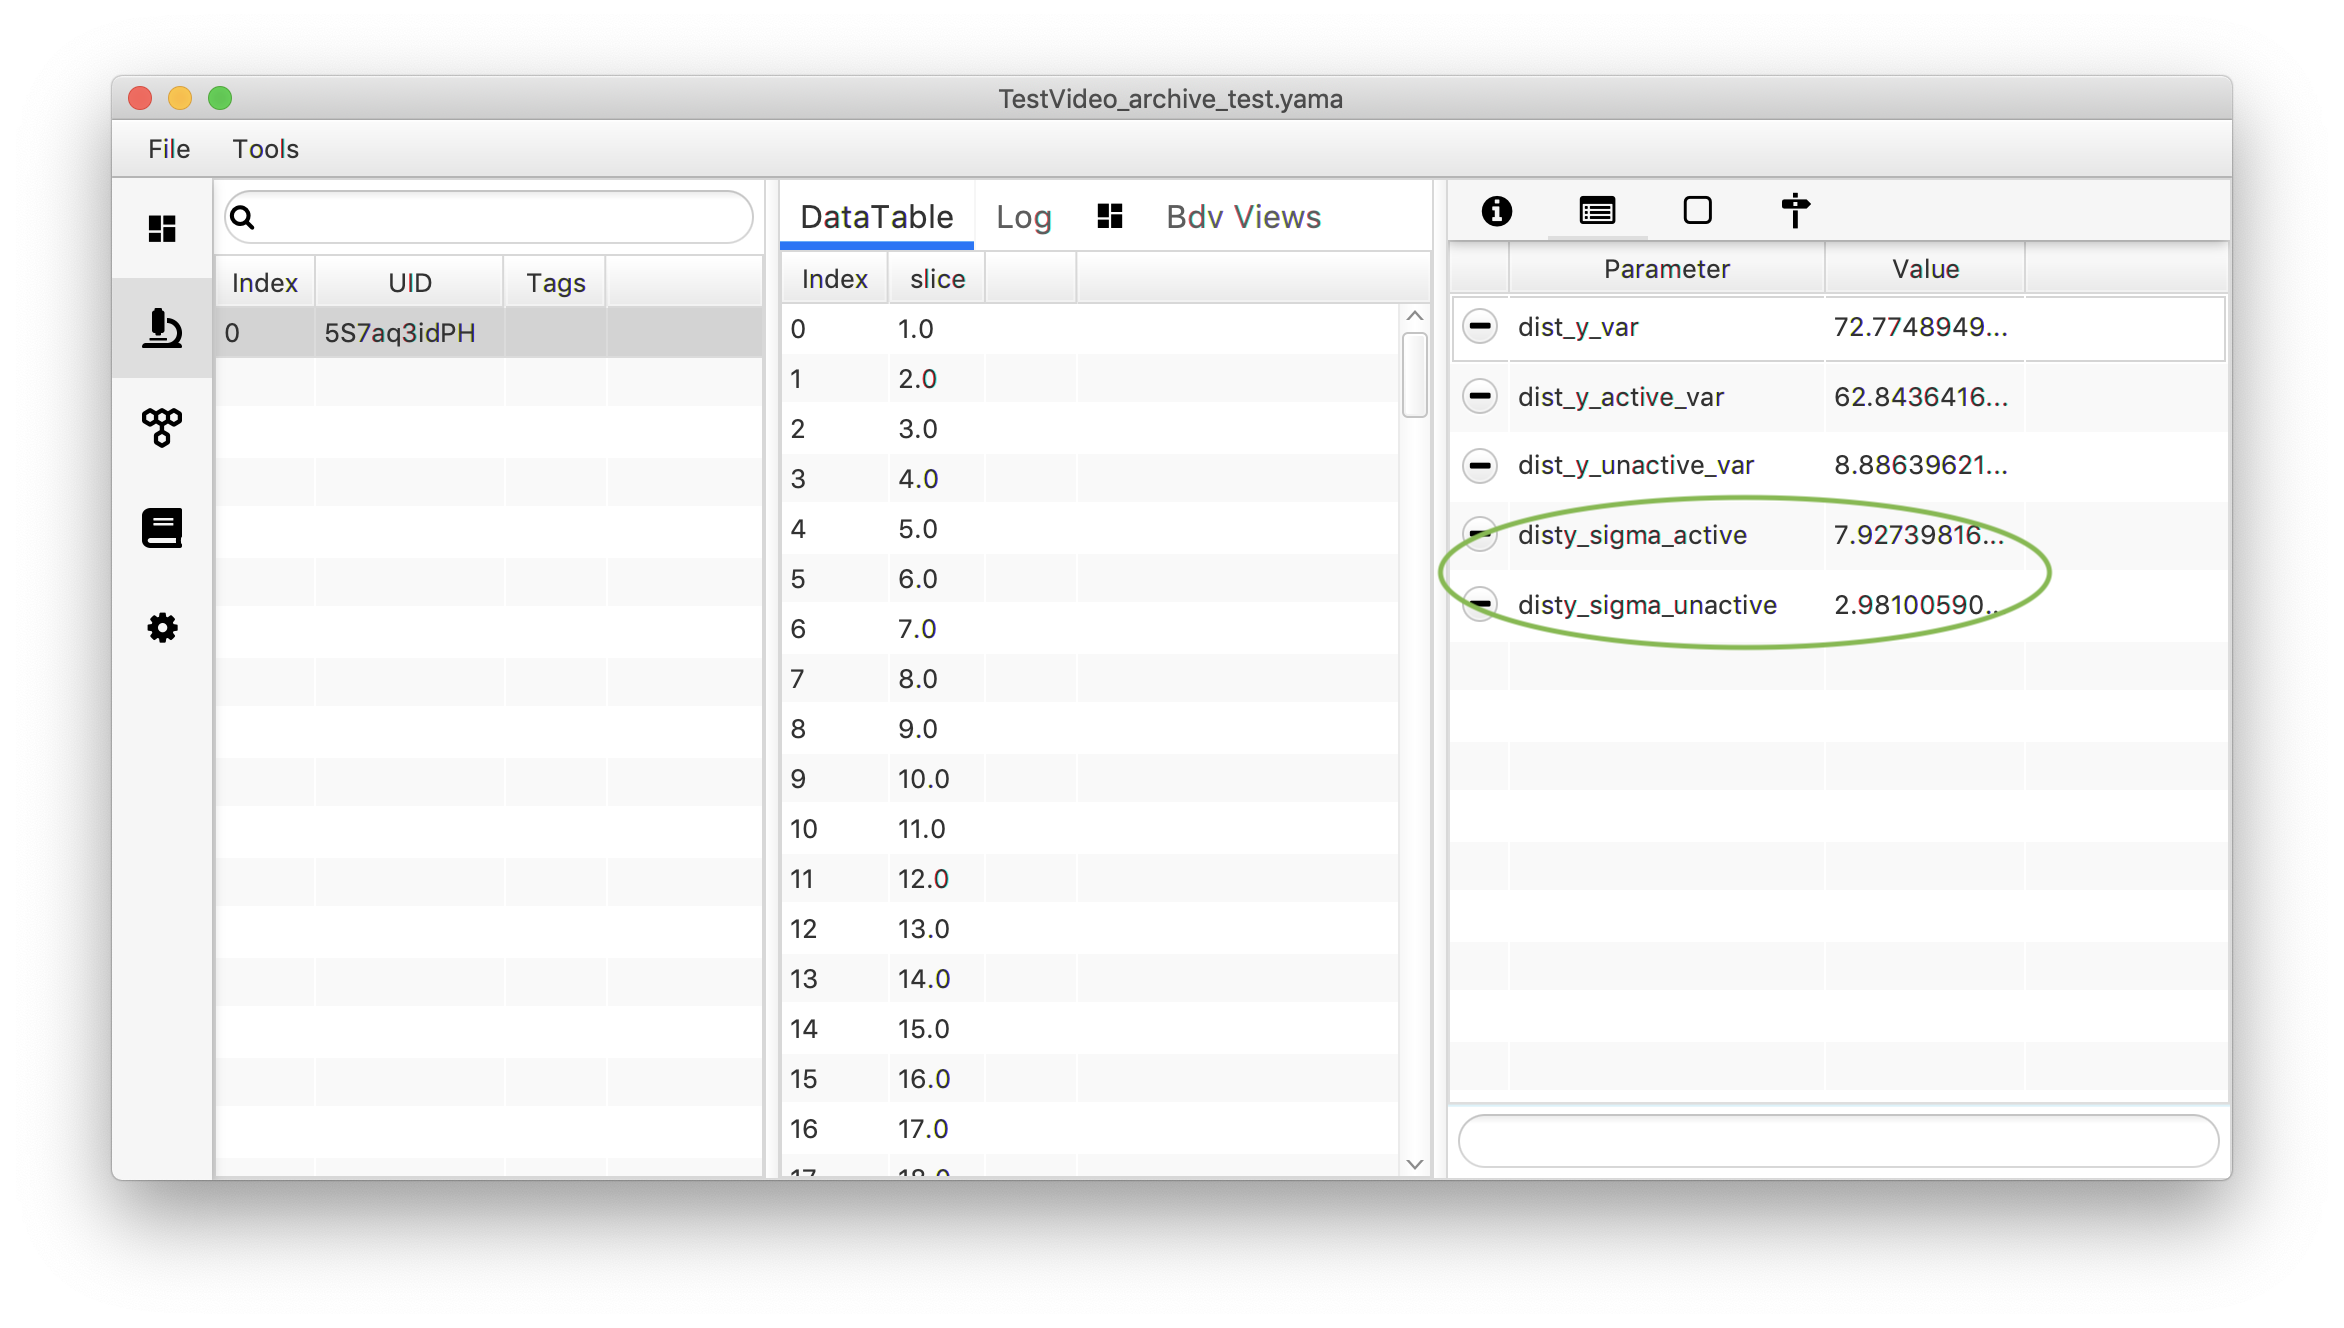 TestVideo_archive_test.yama
File Tools
DataTable Log Bdv Views
Index UID Tags
0 5S7aq3idPH
Index slice
0 1.0
1 2.0
2 3.0
3 4.0
4 5.0
5 6.0
6 7.0
7 8.0
8 9.0
9 10.0
10 11.0
11 12.0
12 13.0
13 14.0
14 15.0
15 16.0
16 17.0
17 18.0
Parameter Value
dist_y_var 72.7748949...
dist_y_active_var 62.8436416...
dist_y_unactive_var 8.88639621...
disty_sigma_active 7.92739816...
disty_sigma_unactive 2.98100590...